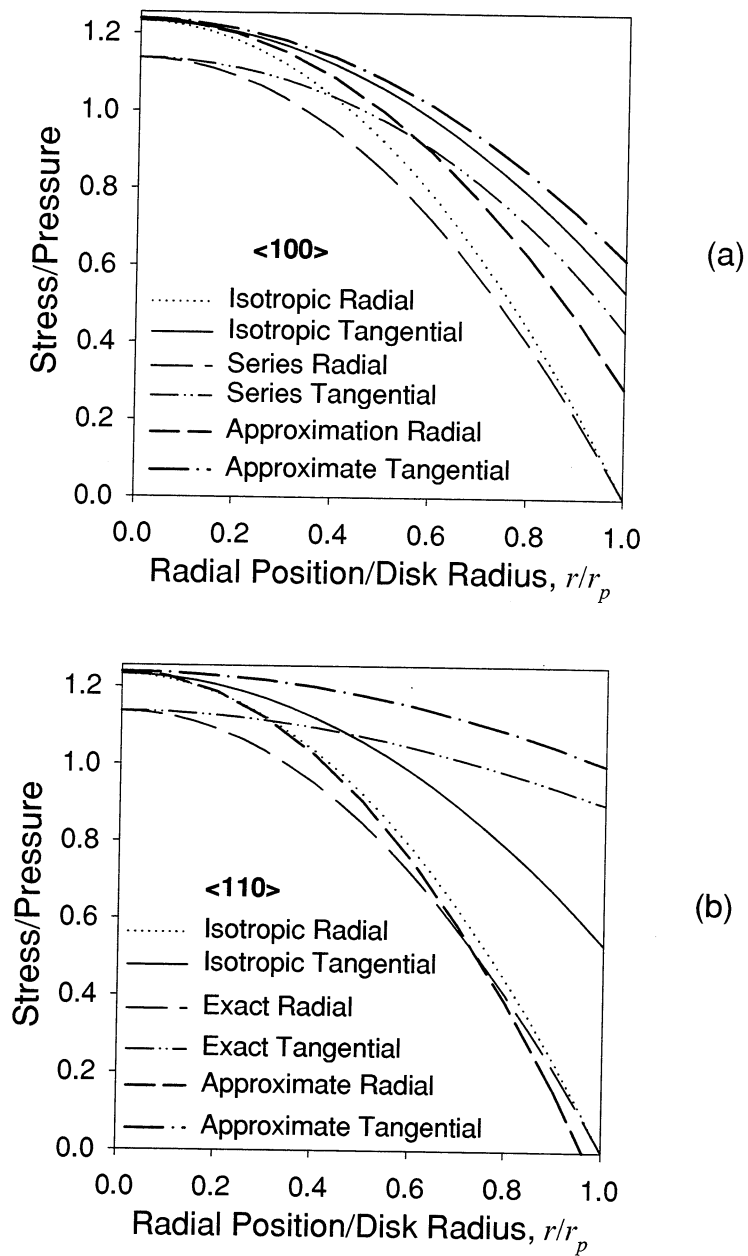 1.2
1.0
0.8
0.6
0.4
0.2
0.0
Stress/Pressure
<100>
Isotropic Radial
Isotropic Tangential
Series Radial
Series Tangential
Approximation Radial
Approximate Tangential
(a)
0.0 0.2 0.4 0.6 0.8 1.0
Radial Position/Disk Radius, r/rp
1.2
1.0
0.8
0.6
0.4
0.2
0.0
Stress/Pressure
<110>
Isotropic Radial
Isotropic Tangential
Exact Radial
Exact Tangential
Approximate Radial
Approximate Tangential
(b)
0.0 0.2 0.4 0.6 0.8 1.0
Radial Position/Disk Radius, r/rp